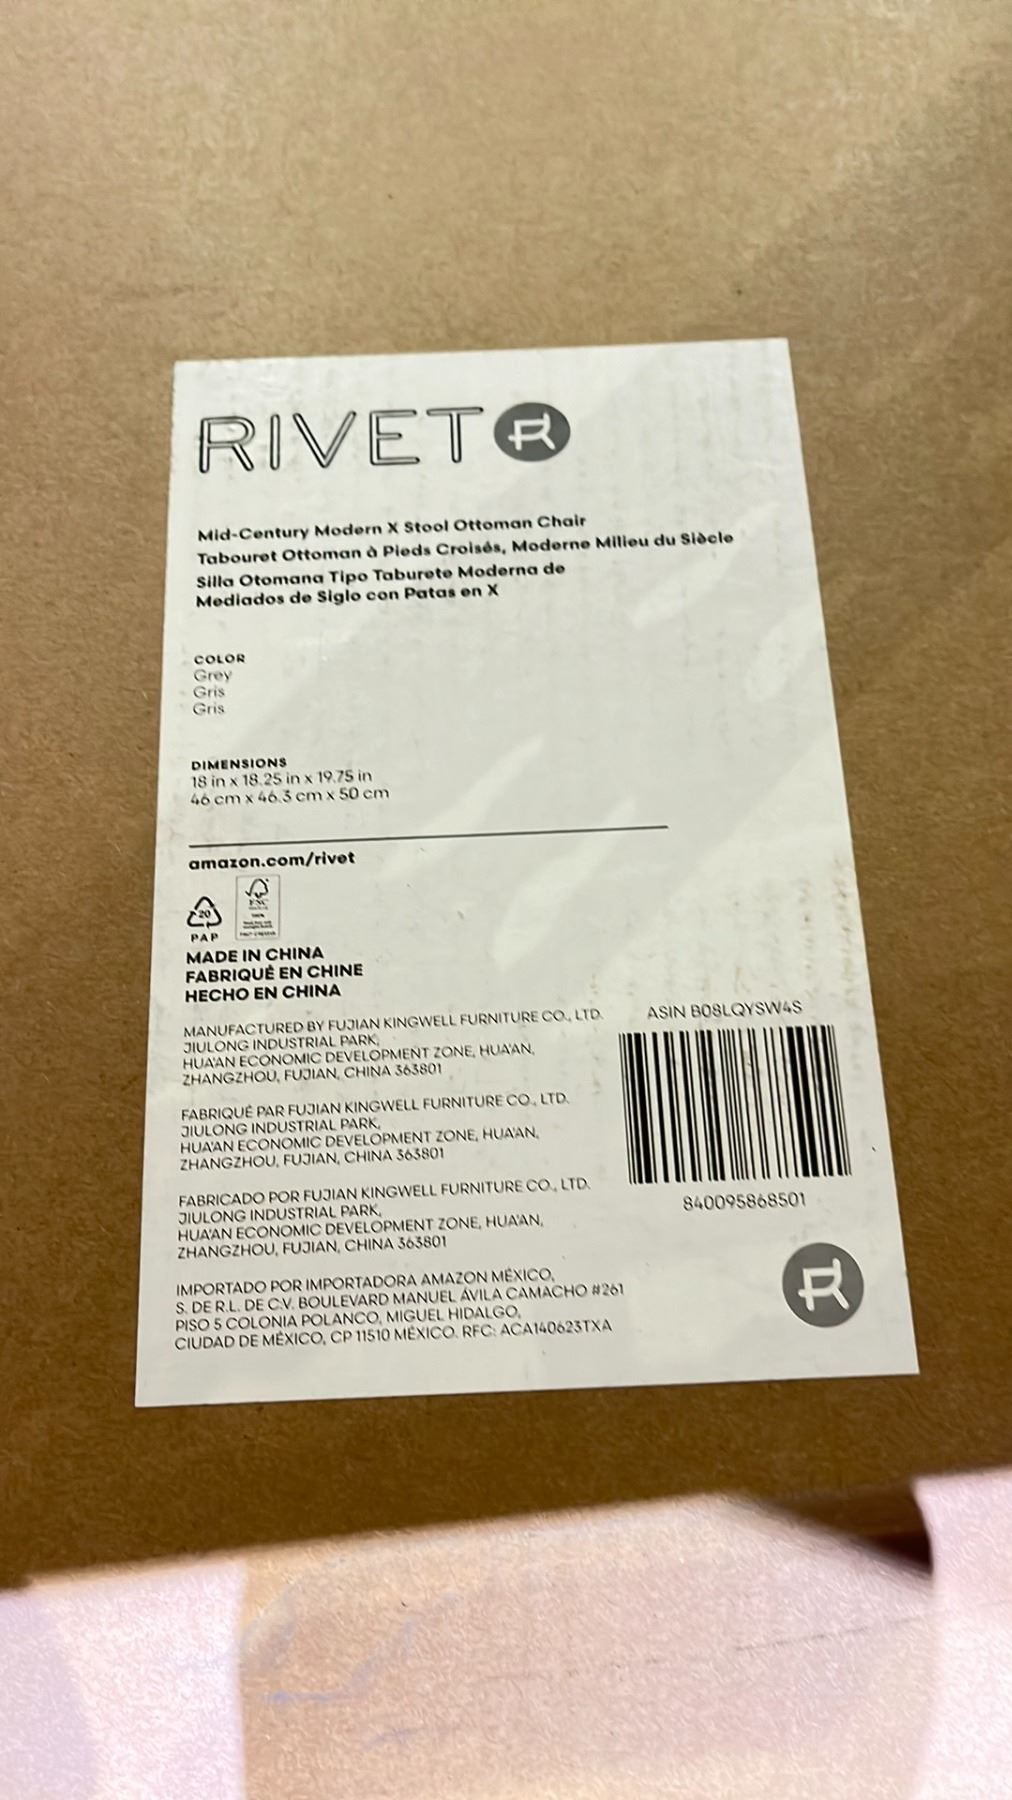 RIVET R
Mid-Century Modern X Stool Ottoman Chair
Tabouret Ottoman à Pieds Croisés, Moderne Milieu du Siècle
Silla Otomana Tipo Taburete Moderna de
Mediados de Siglo con Patas en X
COLOR
Grey
Gris
Gris
DIMENSIONS
18 in x 18.25 in x 19.75 in
46 cm x 46.3 cm x 50 cm
amazon.com/rivet
20
PAP
FSC
MADE IN CHINA
FABRIQUÉ EN CHINE
HECHO EN CHINA
MANUFACTURED BY FUJIAN KINGWELL FURNITURE CO., LTD.
JIULONG INDUSTRIAL PARK,
HUA'AN ECONOMIC DEVELOPMENT ZONE, HUA'AN,
ZHANGZHOU, FUJIAN, CHINA 363801
FABRIQUÉ PAR FUJIAN KINGWELL FURNITURE CO., LTD.
JIULONG INDUSTRIAL PARK,
HUA'AN ECONOMIC DEVELOPMENT ZONE, HUA'AN,
ZHANGZHOU, FUJIAN, CHINA 363801
FABRICADO POR FUJIAN KINGWELL FURNITURE CO., LTD.
JIULONG INDUSTRIAL PARK,
HUA'AN ECONOMIC DEVELOPMENT ZONE, HUA'AN,
ZHANGZHOU, FUJIAN, CHINA 363801
IMPORTADO POR IMPORTADORA AMAZON MÉXICO,
S. DE R.L. DE C.V. BOULEVARD MANUEL ÁVILA CAMACHO #261
PISO 5 COLONIA POLANCO, MIGUEL HIDALGO,
CIUDAD DE MÉXICO, CP 11510 MÉXICO. RFC: ACA140623TXA
ASIN B08LQYSW4S
840095868501
R